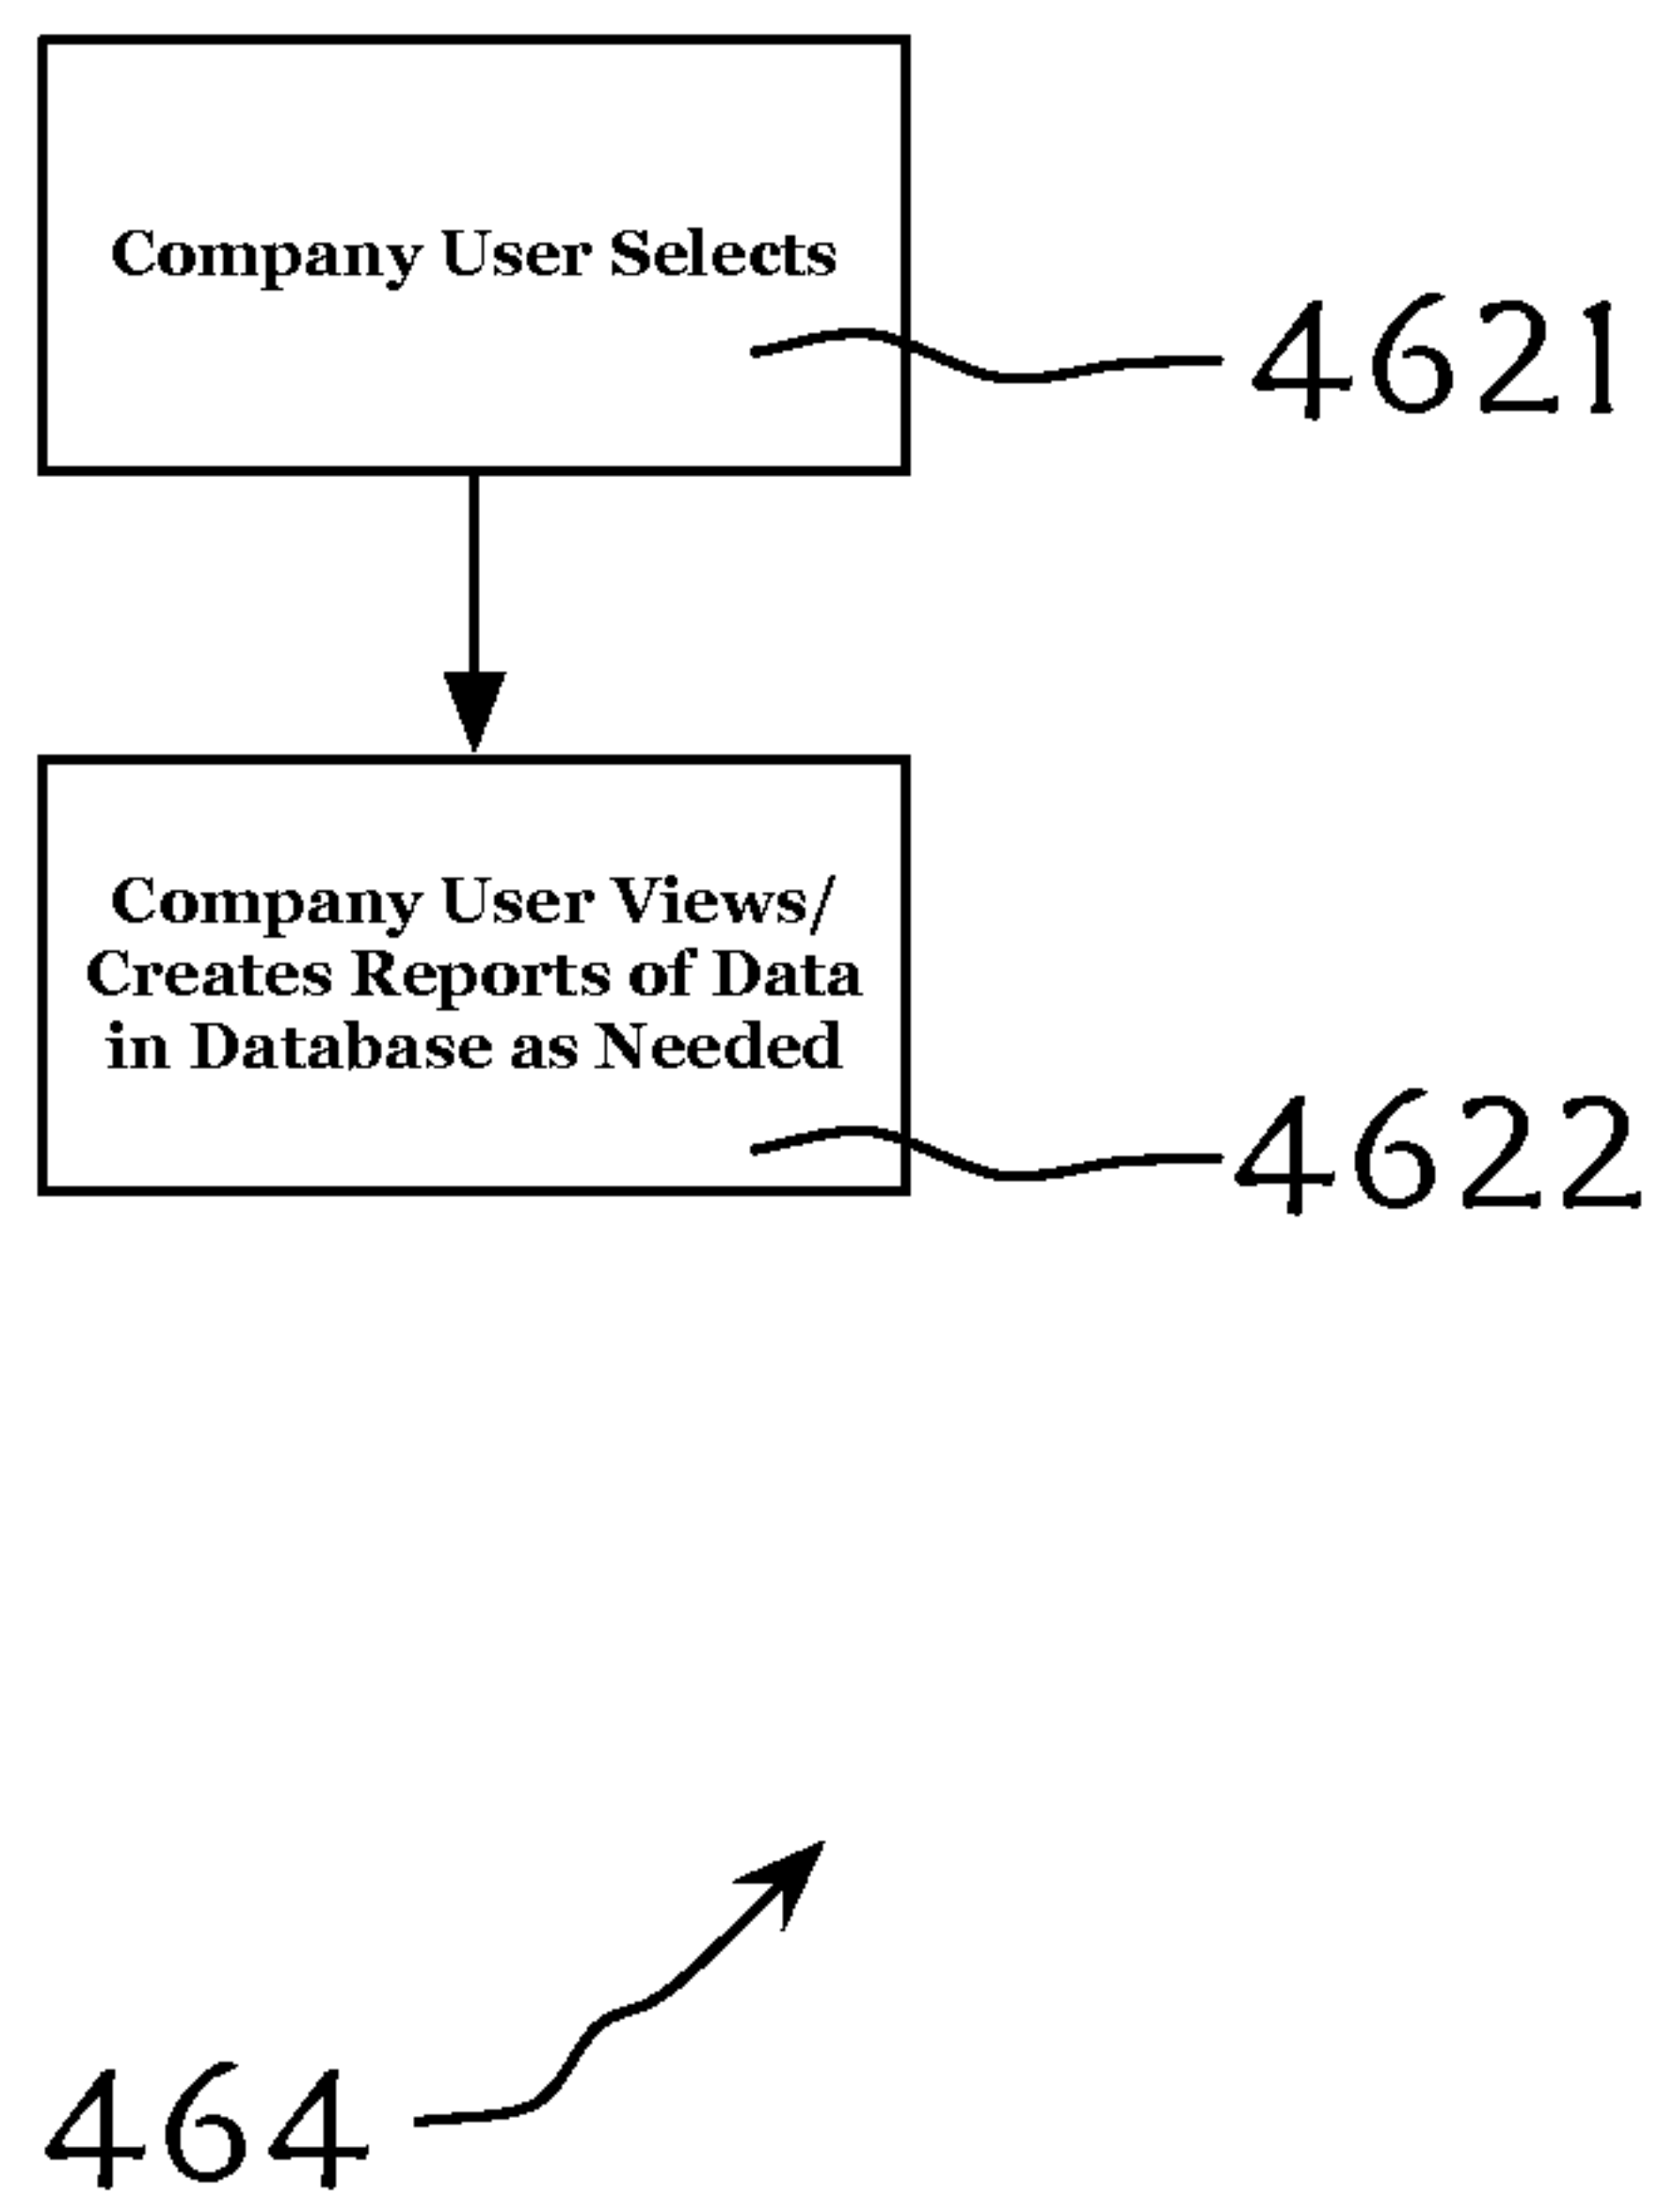 Company User Selects
4621
Company User Views/
Creates Reports of Data
in Database as Needed
4622
464